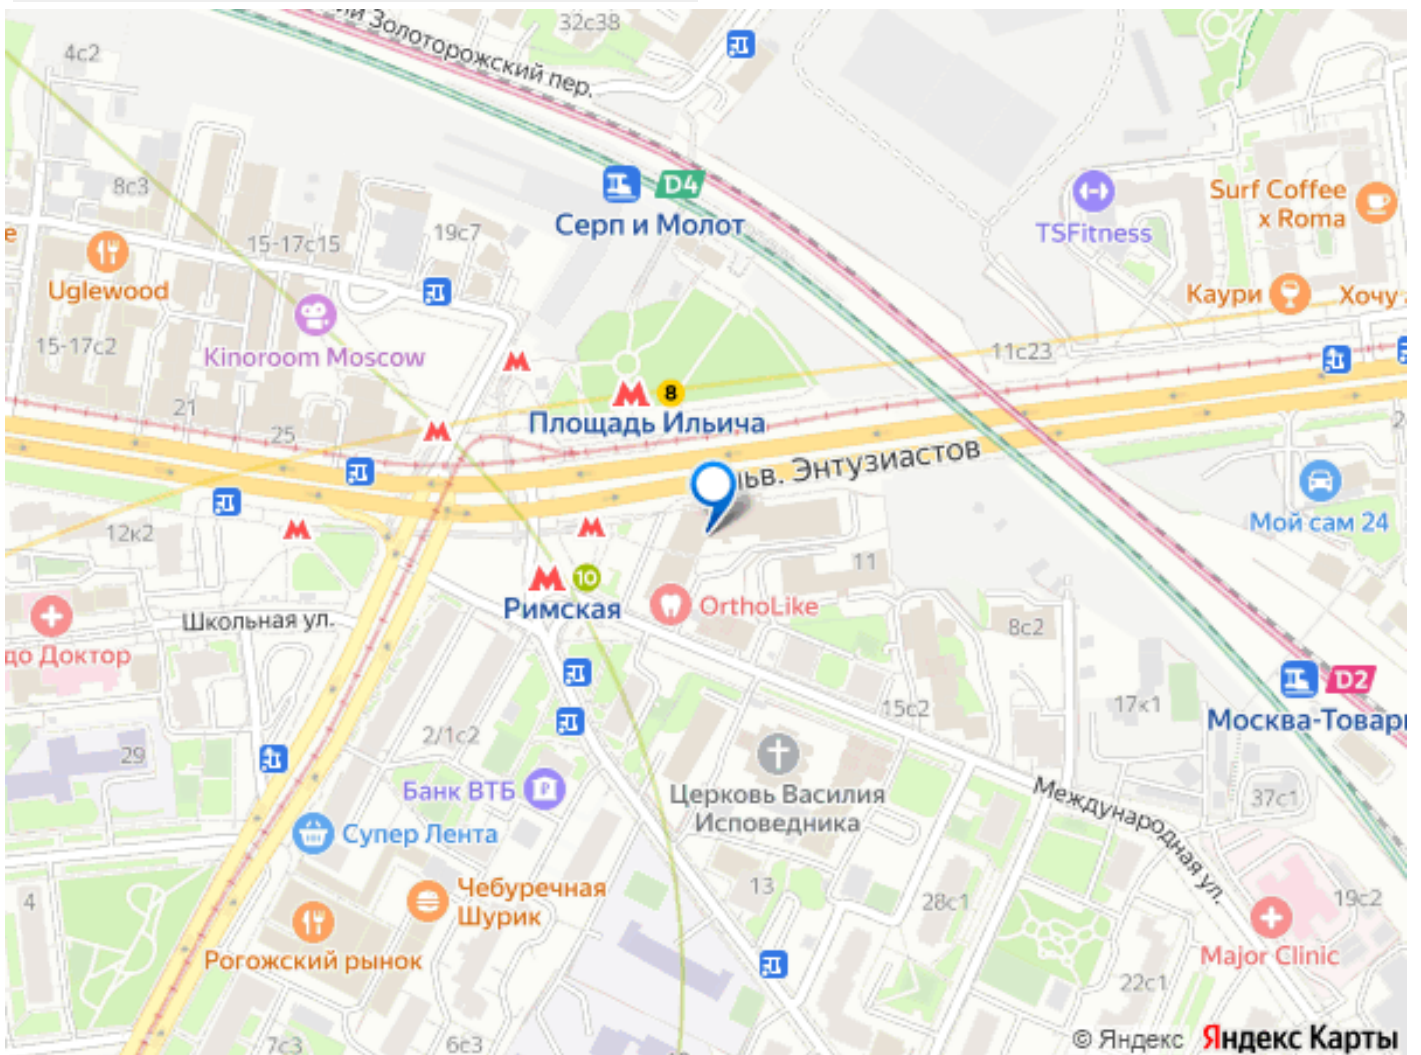 32с38
4с2
Золоторожский пер.
8с3
D4
Серп и Молот
19с7
15-17с15
Uglewood
Kinoroom Moscow
15-17с2
TSFitness
Surf Coffee
x Roma
Каури
Хочу
11с23
8
Площадь Ильича
21
25
ьв. Энтузиастов
Мой сам 24
12к2
11
10
Римская
OrthoLike
Школьная ул.
до Доктор
8с2
D2
17к1
15с2
Москва-Товар
2/1с2
29
Банк ВТБ
Церковь Василия
Исповедника
Международная ул.
37с1
Супер Лента
Чебуречная
Шурик
13
28с1
4
19с2
Рогожский рынок
Major Clinic
22с1
7с3
6е3
© Яндекс Яндекс Карты